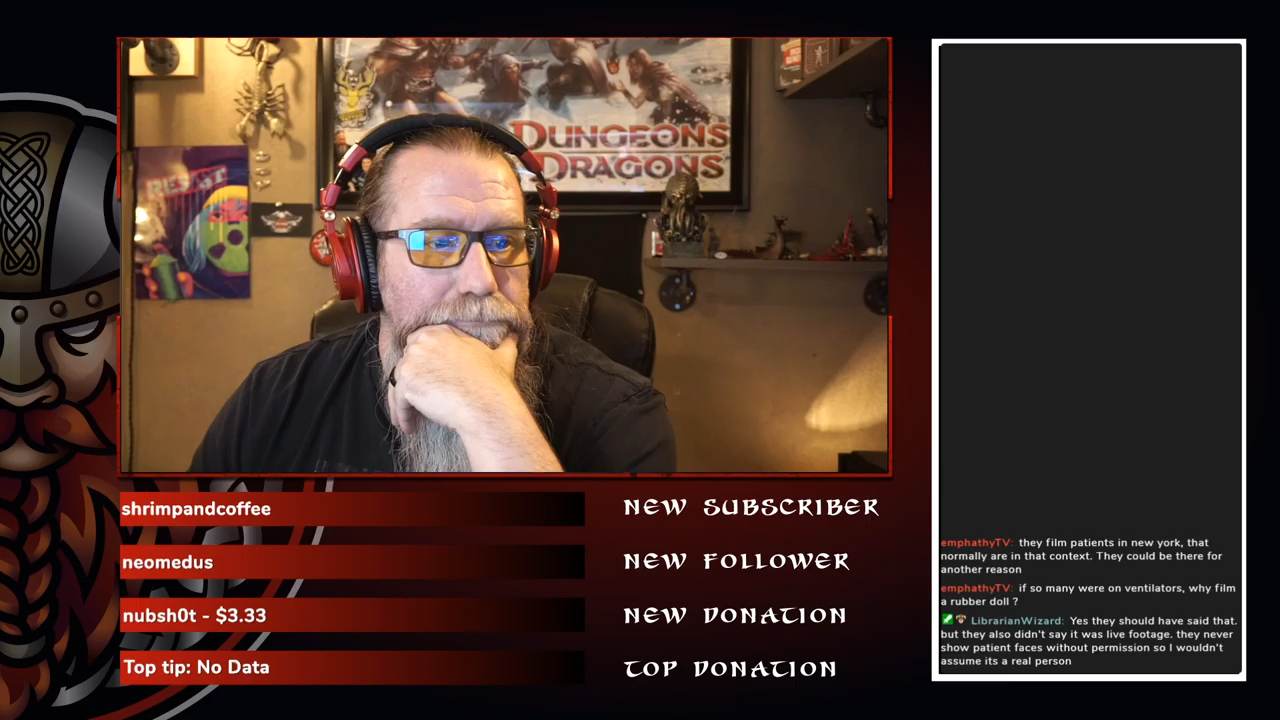 RESIST
DUNGEONS
DRAGONS
shrimpandcoffee
NEW SUBSCRIBER
neomedus
NEW FOLLOWER
nubsh0t - $3.33
NEW DONATION
Top tip: No Data
TOP DONATION
emphathyTV: they film patients in new york, that
normally are in that context. They could be there for
another reason
emphathyTV: if so many were on ventilators, why film
a rubber doll ?
LibrarianWizard: Yes they should have said that.
but they also didn't say it was live footage. they never
show patient faces without permission so I wouldn't
assume its a real person